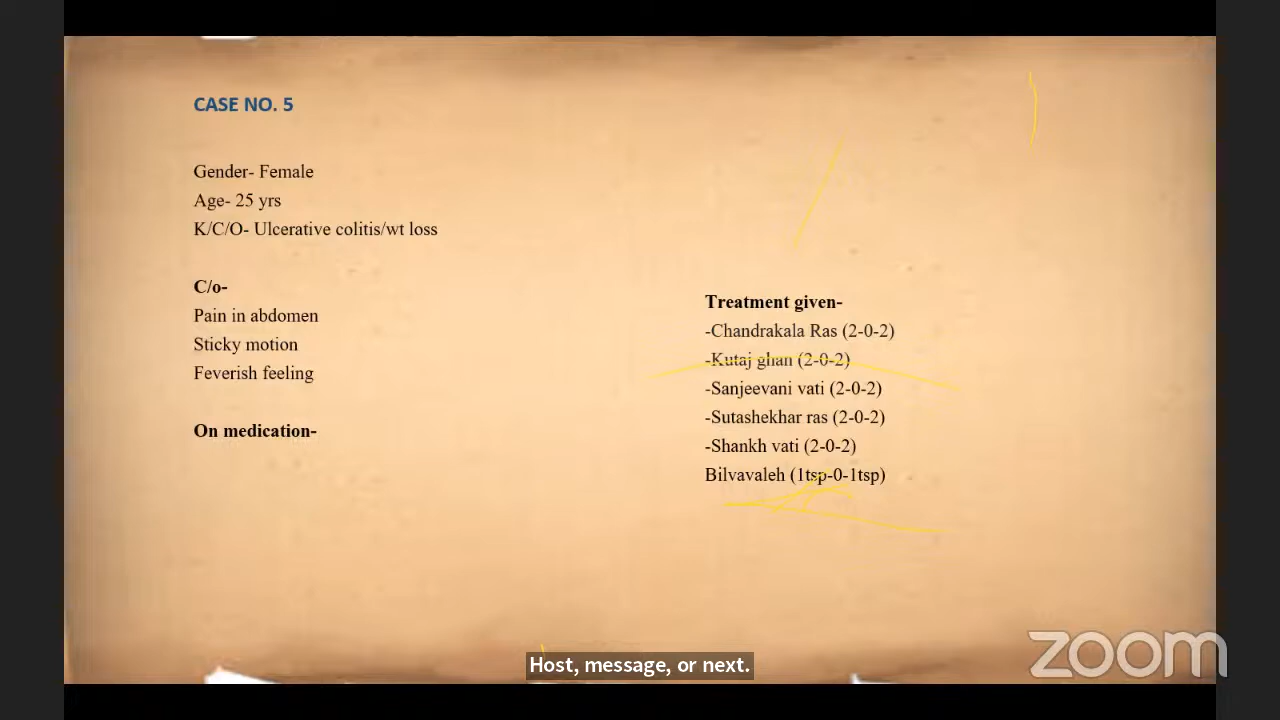 CASE NO. 5
Gender- Female
Age- 25 yrs
K/C/O- Ulcerative colitis/wt loss
C/o-
Pain in abdomen
Sticky motion
Feverish feeling
On medication-
Treatment given-
-Chandrakala Ras (2-0-2)
-Kutaj ghan (2-0-2)
-Sanjeevani vati (2-0-2)
-Sutashekhar ras (2-0-2)
-Shankh vati (2-0-2)
Bilvavaleh (1tsp-0-1tsp)
Host, message, or next.
zoom